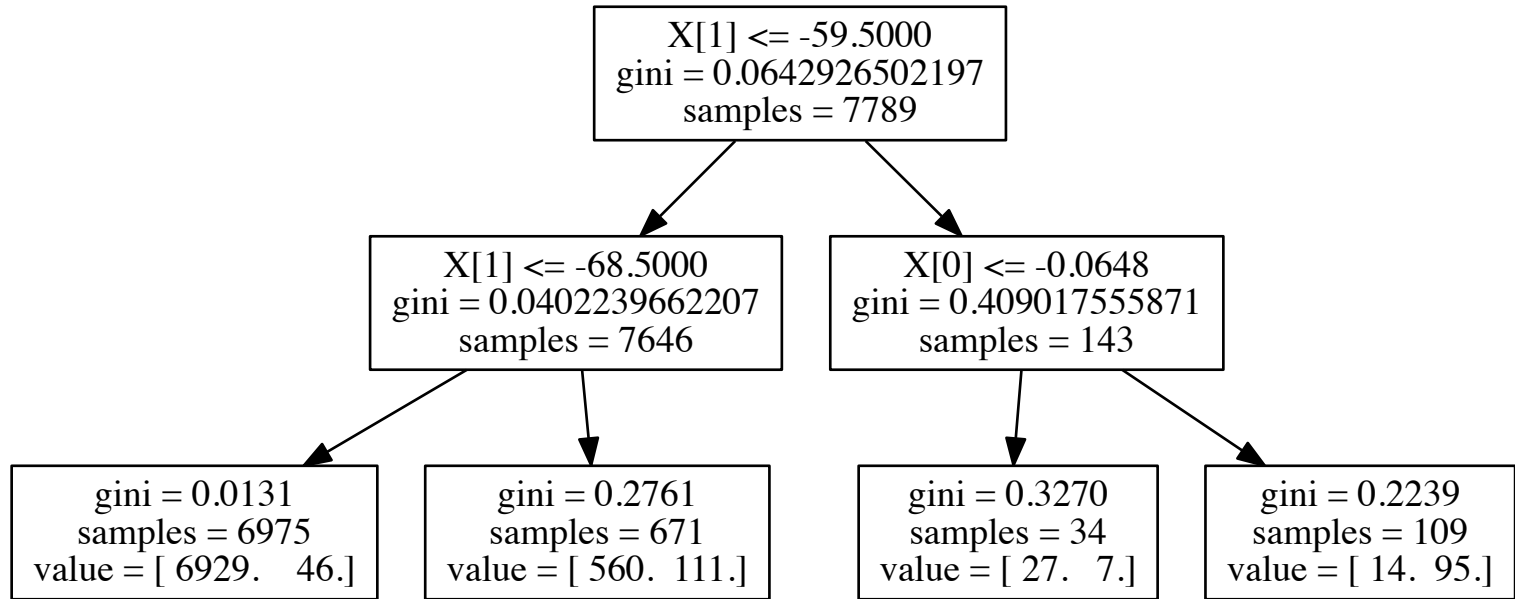 X[1] <= -59.5000
gini = 0.0642926502197
samples = 7789
X[1] <= -68.5000
gini = 0.0402239662207
samples = 7646
X[0] <= -0.0648
gini = 0.409017555871
samples = 143
gini = 0.0131
samples = 6975
value = [ 6929.    46.]
gini = 0.2761
samples = 671
value = [ 560.  111.]
gini = 0.3270
samples = 34
value = [ 27.   7.]
gini = 0.2239
samples = 109
value = [ 14.  95.]